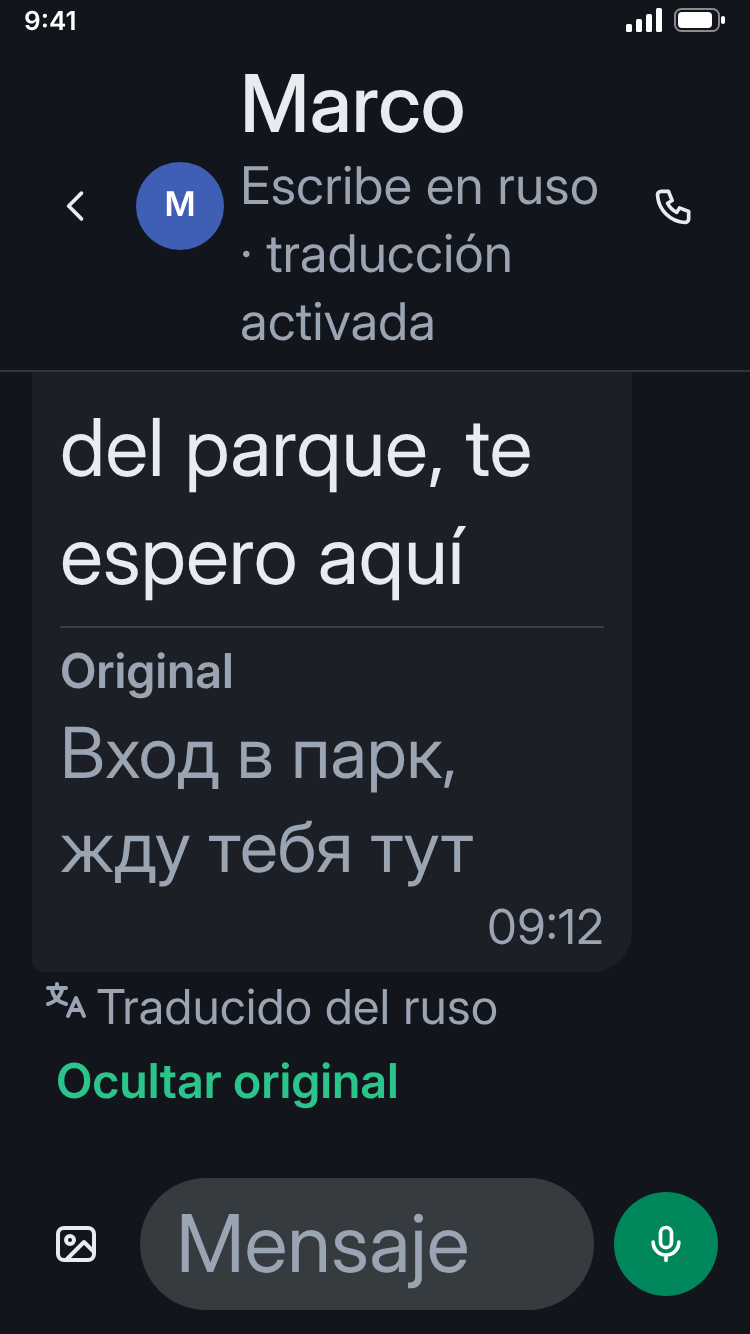 9:41
Marco
M
Escribe en ruso
· traducción
activada
del parque, te
espero aquí
Original
Вход в парк,
жду тебя тут
09:12
Traducido del ruso
Ocultar original
Mensaje